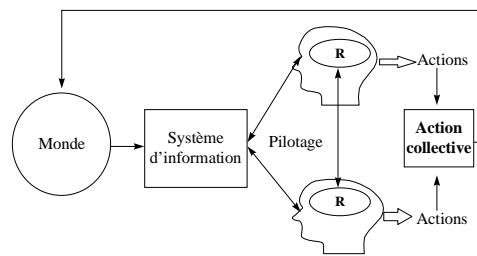 R
Actions
Monde
Système
d'information
Pilotage
Action
collective
R
Actions